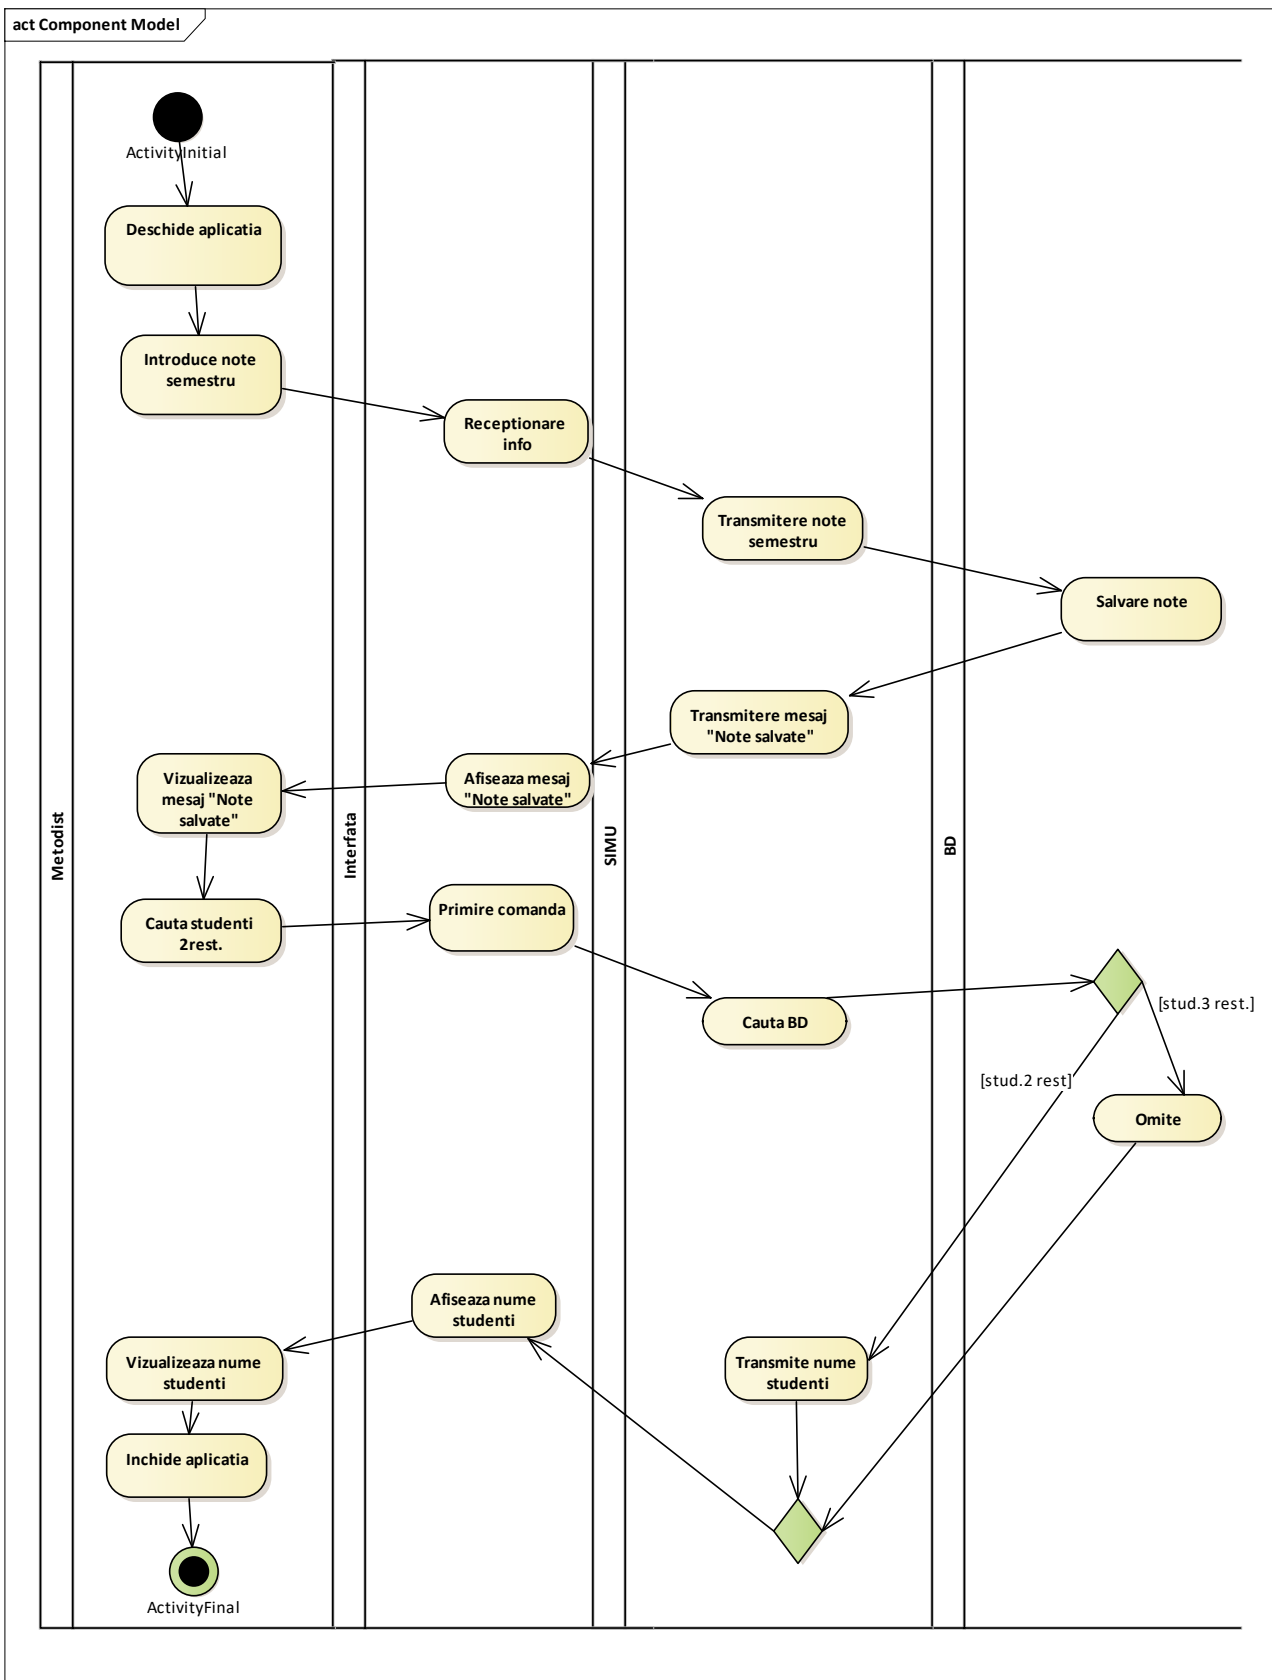 act Component Model
ActivityInitial
Deschide aplicatia
Introduce note
semestru
Receptionare
info
Transmitere note
semestru
Salvare note
Transmitere mesaj
"Note salvate"
Afiseaza mesaj
"Note salvate"
Vizualizeaza
mesaj "Note
salvate"
Metodist
Interfata
SIMU
BD
Cauta studenti
2rest.
Primire comanda
Cauta BD
[stud.3 rest.]
[stud.2 rest]
Omite
Afiseaza nume
studenti
Vizualizeaza nume
studenti
Transmite nume
studenti
Inchide aplicatia
ActivityFinal